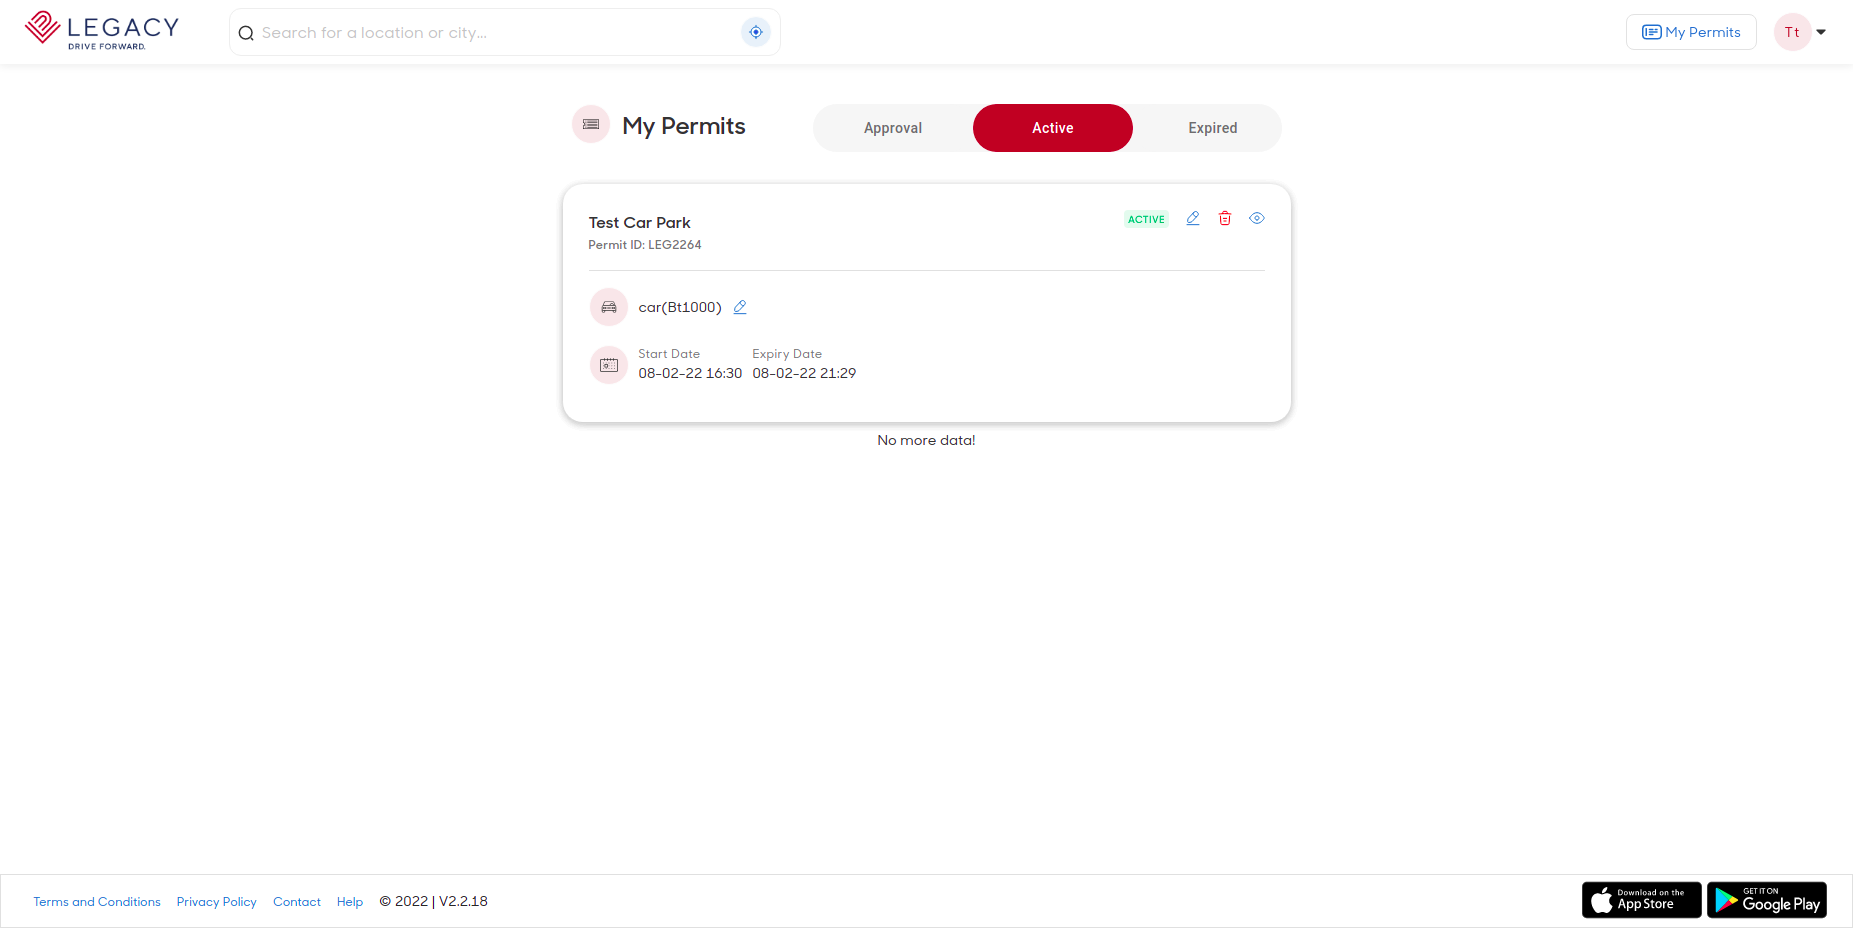 LEGACY
DRIVE FORWARD.
Search for a location or city...
My Permits
Tt
My Permits
Approval
Active
Expired
Test Car Park
ACTIVE
Permit ID: LEG2264
car(Bt1000)
Start Date
Expiry Date
08-02-22 16:30
08-02-22 21:29
No more data!
Terms and Conditions
Privacy Policy
Contact
Help
© 2022 | V2.2.18
Download on the
App Store
GET IT ON
Google Play